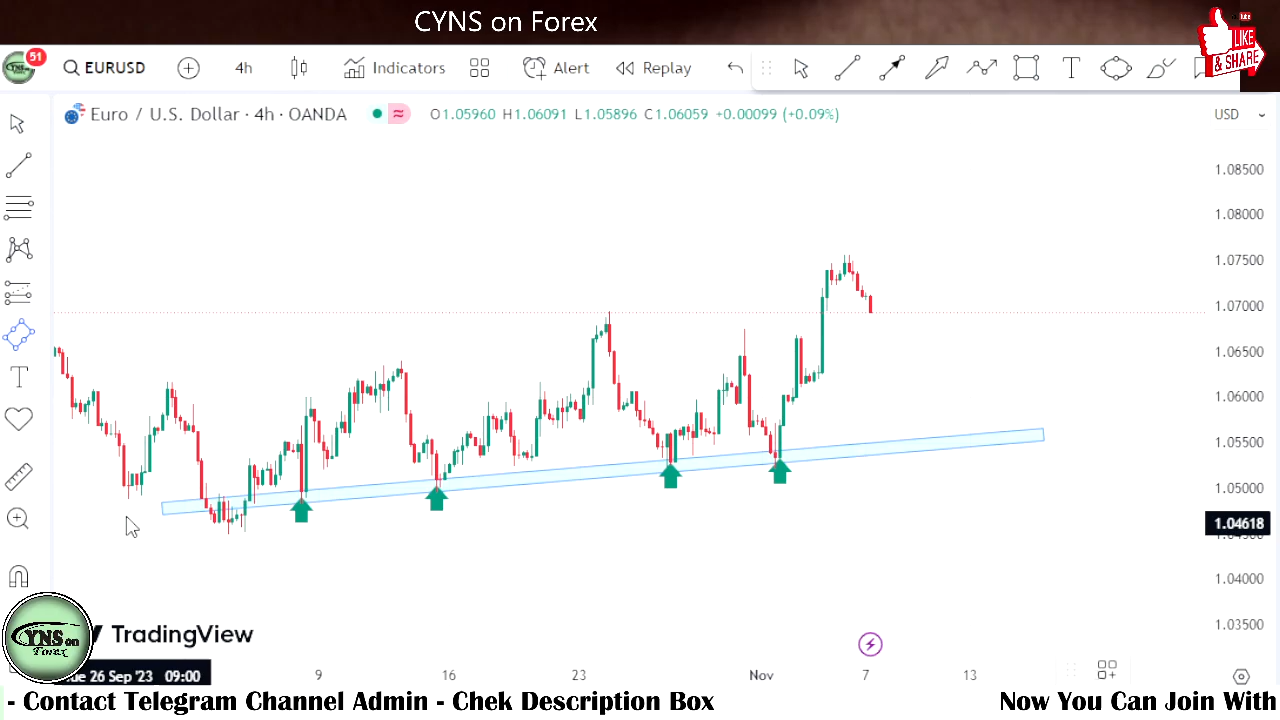 CYNS on Forex
LIKE
& SHARE
51
EURUSD
4h
Indicators
Alert
Replay
Euro / U.S. Dollar · 4h · OANDA
O1.05960 H1.06091 L1.05896 C1.06059 +0.00099 (+0.09%)
USD
1.08500
1.08000
1.07500
1.07000
1.06500
1.06000
1.05500
1.05000
1.04618
1.04000
1.03500
CYNS on
Forex
TradingView
26 Sep '23 09:00
9
16
23
Nov
7
13
- Contact Telegram Channel Admin - Chek Description Box
Now You Can Join With